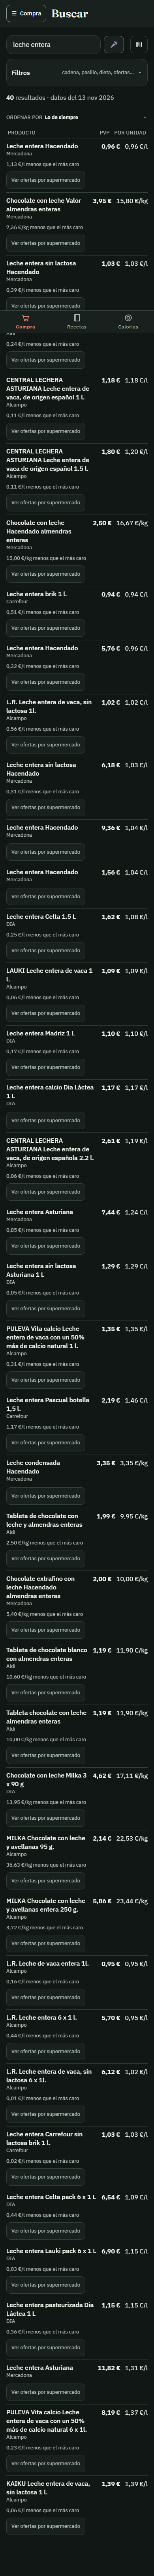 Compra
Buscar
leche entera
Filtros
cadena, pasillo, dieta, ofertas…
40 resultados · datos del 13 nov 2026
ORDENAR POR Lo de siempre
PRODUCTO PVP POR UNIDAD
Leche entera Hacendado 0,96 € 0,96 €/l
Mercadona
1,13 €/l menos que el más caro
Ver ofertas por supermercado
Chocolate con leche Valor 3,95 € 15,80 €/kg
almendras enteras
Mercadona
7,36 €/kg menos que el más caro
Ver ofertas por supermercado
Leche entera sin lactosa 1,03 € 1,03 €/l
Hacendado
Mercadona
0,39 €/l menos que el más caro
Ver ofertas por supermercado
Compra Recetas Calorías
0,24 €/l menos que el más caro
Ver ofertas por supermercado
CENTRAL LECHERA 1,18 € 1,18 €/l
ASTURIANA Leche entera de
vaca, de origen español 1 l.
Alcampo
0,11 €/l menos que el más caro
Ver ofertas por supermercado
CENTRAL LECHERA 1,80 € 1,20 €/l
ASTURIANA Leche entera de
vaca de origen español 1.5 l.
Alcampo
0,11 €/l menos que el más caro
Ver ofertas por supermercado
Chocolate con leche 2,50 € 16,67 €/kg
Hacendado almendras
enteras
Mercadona
15,00 €/kg menos que el más caro
Ver ofertas por supermercado
Leche entera brik 1 l. 0,94 € 0,94 €/l
Carrefour
0,51 €/l menos que el más caro
Ver ofertas por supermercado
Leche entera Hacendado 5,76 € 0,96 €/l
Mercadona
0,32 €/l menos que el más caro
Ver ofertas por supermercado
L.R. Leche entera de vaca, sin 1,02 € 1,02 €/l
lactosa 1l.
Alcampo
0,56 €/l menos que el más caro
Ver ofertas por supermercado
Leche entera sin lactosa 6,18 € 1,03 €/l
Hacendado
Mercadona
0,31 €/l menos que el más caro
Ver ofertas por supermercado
Leche entera Hacendado 9,36 € 1,04 €/l
Mercadona
Ver ofertas por supermercado
Leche entera Hacendado 1,56 € 1,04 €/l
Mercadona
Ver ofertas por supermercado
Leche entera Celta 1.5 L 1,62 € 1,08 €/l
DIA
0,25 €/l menos que el más caro
Ver ofertas por supermercado
LAUKI Leche entera de vaca 1 1,09 € 1,09 €/l
l.
Alcampo
0,06 €/l menos que el más caro
Ver ofertas por supermercado
Leche entera Madriz 1 L 1,10 € 1,10 €/l
DIA
0,17 €/l menos que el más caro
Ver ofertas por supermercado
Leche entera calcio Dia Láctea 1,17 € 1,17 €/l
1 L
DIA
Ver ofertas por supermercado
CENTRAL LECHERA 2,61 € 1,19 €/l
ASTURIANA Leche entera de
vaca, de origen española 2.2 l.
Alcampo
0,06 €/l menos que el más caro
Ver ofertas por supermercado
Leche entera Asturiana 7,44 € 1,24 €/l
Mercadona
0,85 €/l menos que el más caro
Ver ofertas por supermercado
Leche entera sin lactosa 1,29 € 1,29 €/l
Asturiana 1 L
DIA
0,05 €/l menos que el más caro
Ver ofertas por supermercado
PULEVA Vita calcio Leche 1,35 € 1,35 €/l
entera de vaca con un 50%
más de calcio natural 1 l.
Alcampo
0,31 €/l menos que el más caro
Ver ofertas por supermercado
Leche entera Pascual botella 2,19 € 1,46 €/l
1,5 l.
Carrefour
1,17 €/l menos que el más caro
Ver ofertas por supermercado
Leche condensada 3,35 € 3,35 €/kg
Hacendado
Mercadona
Ver ofertas por supermercado
Tableta de chocolate con 1,99 € 9,95 €/kg
leche y almendras enteras
Aldi
2,50 €/kg menos que el más caro
Ver ofertas por supermercado
Chocolate extrafino con 2,00 € 10,00 €/kg
leche Hacendado
almendras enteras
Mercadona
5,40 €/kg menos que el más caro
Ver ofertas por supermercado
Tableta de chocolate blanco 1,19 € 11,90 €/kg
con almendras enteras
Aldi
10,60 €/kg menos que el más caro
Ver ofertas por supermercado
Tableta chocolate con leche 1,19 € 11,90 €/kg
almendras enteras
Aldi
10,00 €/kg menos que el más caro
Ver ofertas por supermercado
Chocolate con leche Milka 3 4,62 € 17,11 €/kg
x 90 g
DIA
13,95 €/kg menos que el más caro
Ver ofertas por supermercado
MILKA Chocolate con leche 2,14 € 22,53 €/kg
y avellanas 95 g.
Alcampo
36,63 €/kg menos que el más caro
Ver ofertas por supermercado
MILKA Chocolate con leche 5,86 € 23,44 €/kg
y avellanas entera 250 g.
Alcampo
3,72 €/kg menos que el más caro
Ver ofertas por supermercado
L.R. Leche de vaca entera 1l. 0,95 € 0,95 €/l
Alcampo
0,16 €/l menos que el más caro
Ver ofertas por supermercado
L.R. Leche entera 6 x 1 l. 5,70 € 0,95 €/l
Alcampo
0,44 €/l menos que el más caro
Ver ofertas por supermercado
L.R. Leche entera de vaca, sin 6,12 € 1,02 €/l
lactosa 6 x 1l.
Alcampo
0,01 €/l menos que el más caro
Ver ofertas por supermercado
Leche entera Carrefour sin 1,03 € 1,03 €/l
lactosa brik 1 l.
Carrefour
0,02 €/l menos que el más caro
Ver ofertas por supermercado
Leche entera Celta pack 6 x 1 L 6,54 € 1,09 €/l
DIA
0,44 €/l menos que el más caro
Ver ofertas por supermercado
Leche entera Lauki pack 6 x 1 L 6,90 € 1,15 €/l
DIA
0,03 €/l menos que el más caro
Ver ofertas por supermercado
Leche entera pasteurizada Dia 1,15 € 1,15 €/l
Láctea 1 L
DIA
0,36 €/l menos que el más caro
Ver ofertas por supermercado
Leche entera Asturiana 11,82 € 1,31 €/l
Mercadona
Ver ofertas por supermercado
PULEVA Vita calcio Leche 8,19 € 1,37 €/l
entera de vaca con un 50%
más de calcio natural 6 x 1l.
Alcampo
0,23 €/l menos que el más caro
Ver ofertas por supermercado
KAIKU Leche entera de vaca, 1,39 € 1,39 €/l
sin lactosa 1 l.
Alcampo
0,06 €/l menos que el más caro
Ver ofertas por supermercado